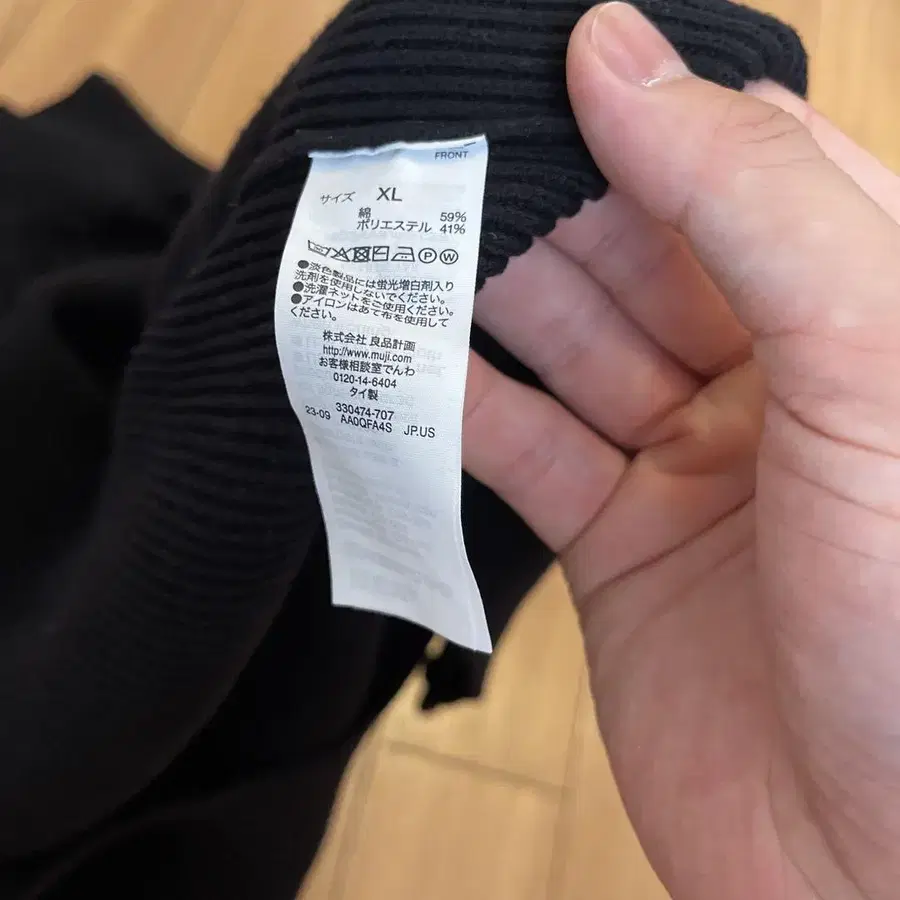 FRONT
サイズ XL
綿 59%
ポリエステル 41%
P W
●淡色製品には蛍光増白剤入り
洗剤を使用しないでください。
●洗濯ネットをご使用ください。
●アイロンはあて布を使用して
ください。
株式会社 良品計画
http://www.muji.com
お客様相談室でんわ
0120-14-6404
タイ製
330474-707
23-09 AA0QFA4S JP.US